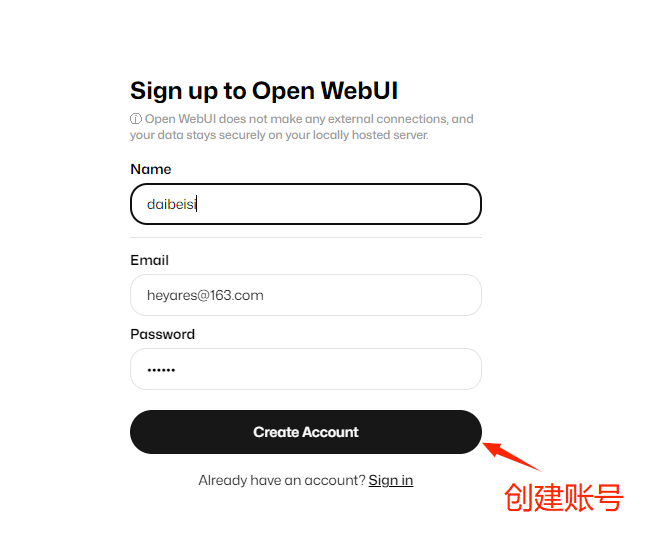 Sign up to Open WebUI
ⓘ Open WebUI does not make any external connections, and
your data stays securely on your locally hosted server.
Name
daibeisi
Email
heyares@163.com
Password
••••••
Create Account
Already have an account? Sign in
创建账号